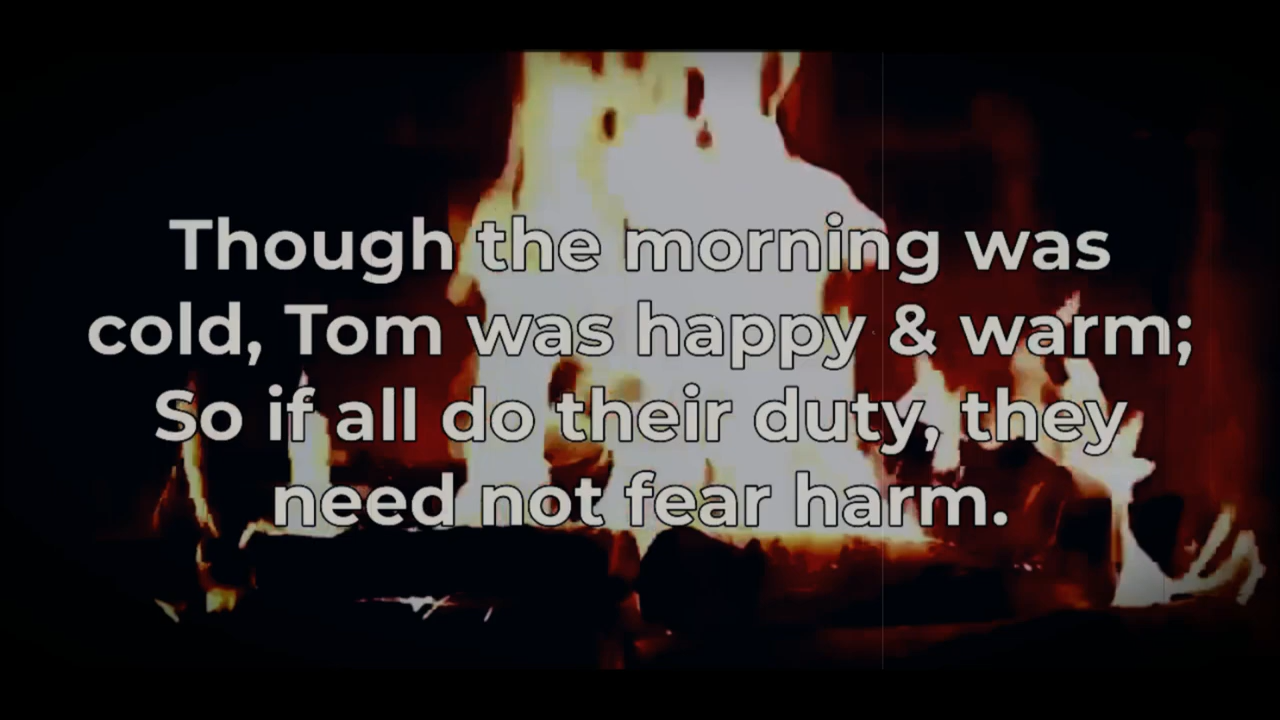 Though the morning was
cold, Tom was happy & warm;
So if all do their duty, they
need not fear harm.